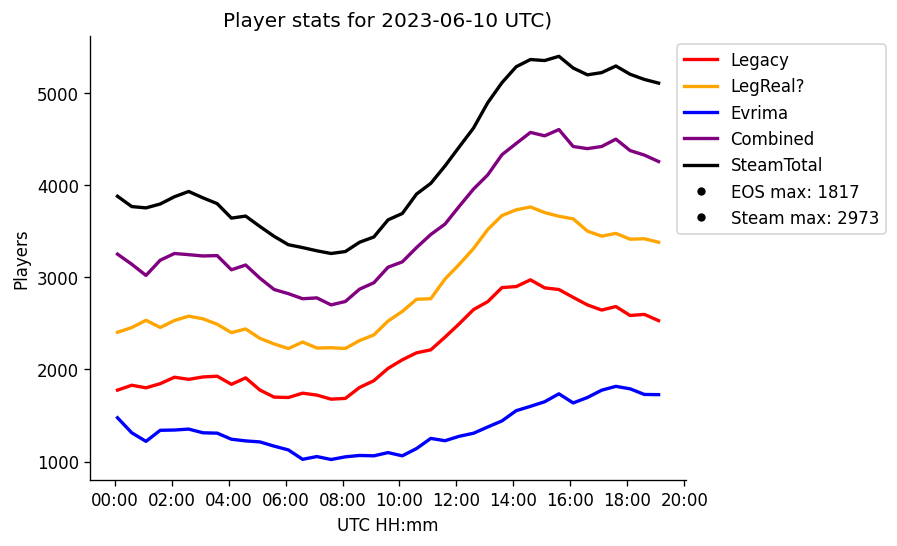 Player stats for 2023-06-10 UTC)
Legacy
LegReal?
Evrima
Combined
SteamTotal
EOS max: 1817
Steam max: 2973
5000
4000
3000
2000
1000
Players
00:00 02:00 04:00 06:00 08:00 10:00 12:00 14:00 16:00 18:00 20:00
UTC HH:mm